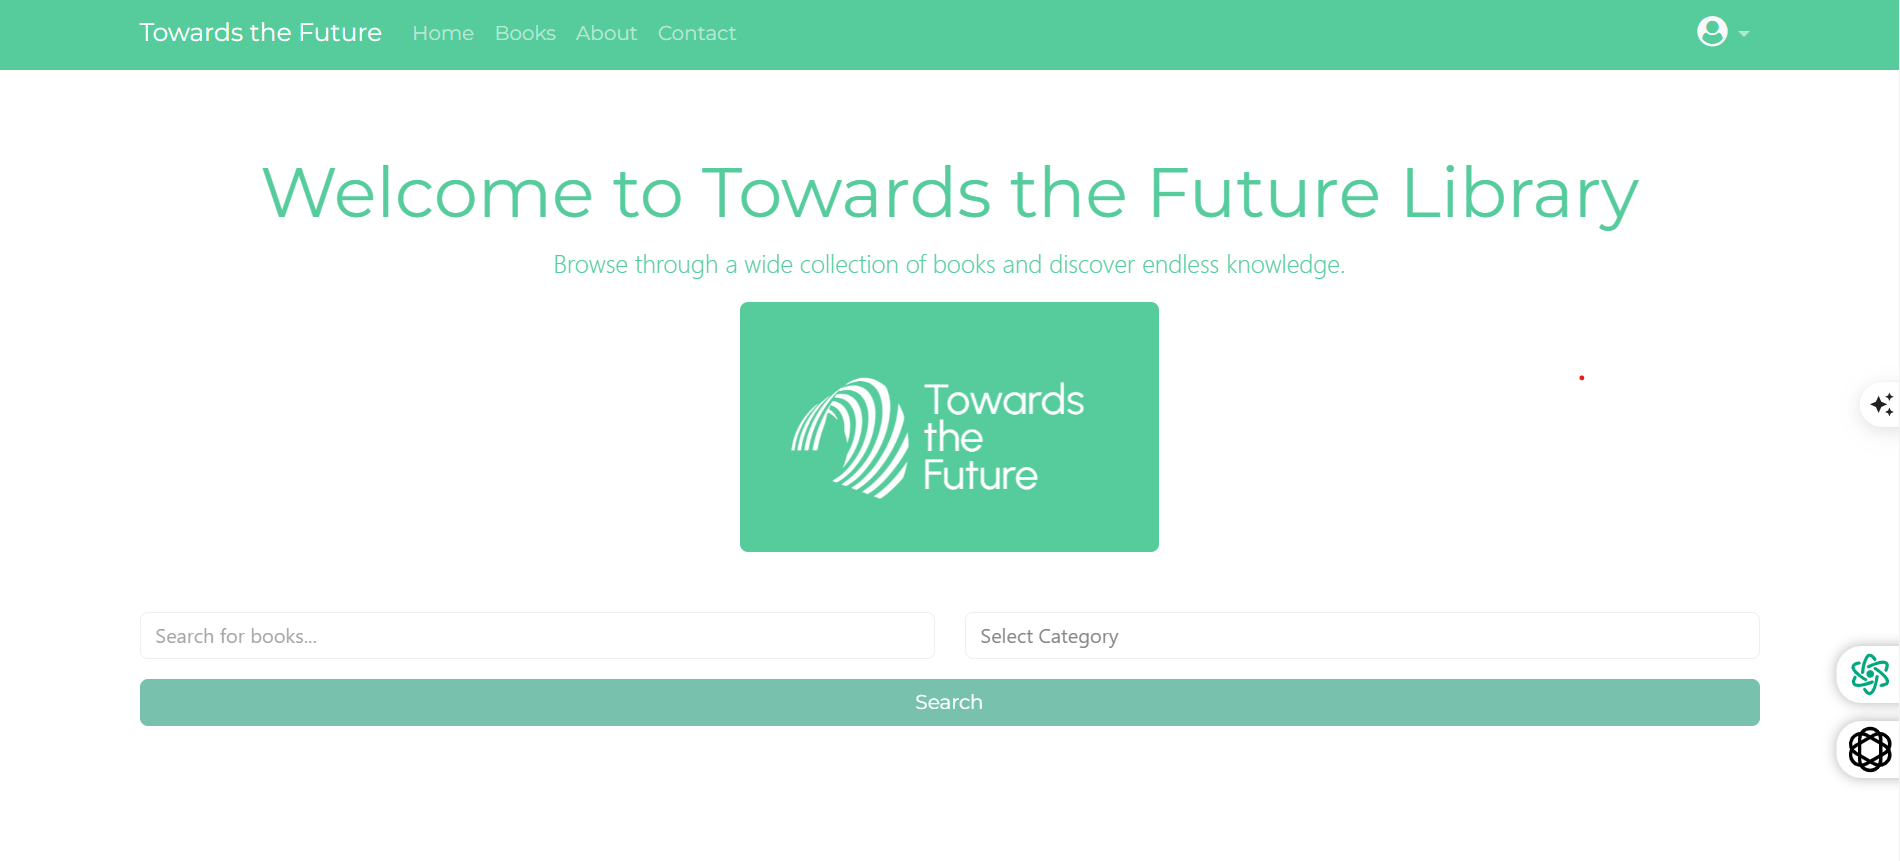 Towards the Future Home Books About Contact
Welcome to Towards the Future Library
Browse through a wide collection of books and discover endless knowledge.
Towards
the
Future
Search for books...
Select Category
Search